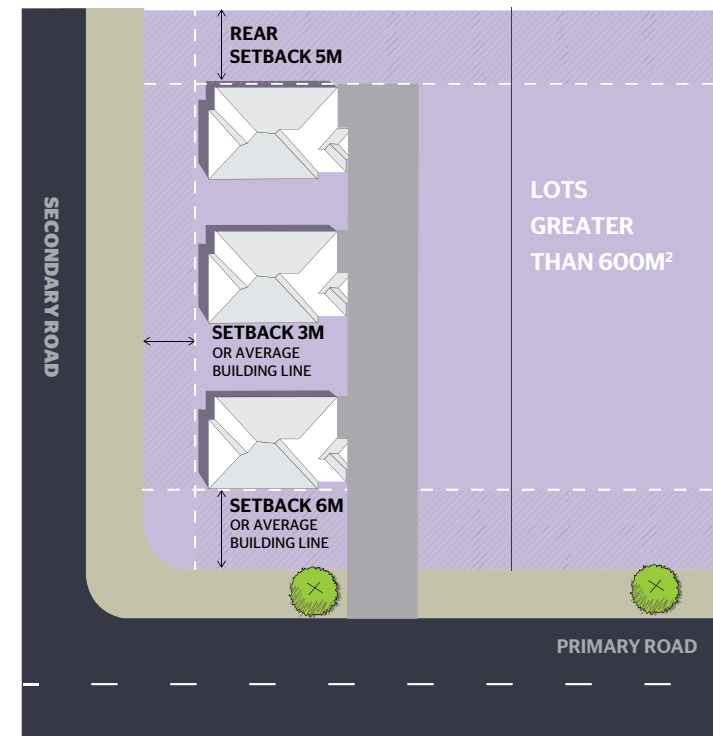 REAR
SETBACK 5M
SECONDARY ROAD
LOTS
GREATER
THAN 600M²
SETBACK 3M
OR AVERAGE
BUILDING LINE
SETBACK 6M
OR AVERAGE
BUILDING LINE
PRIMARY ROAD